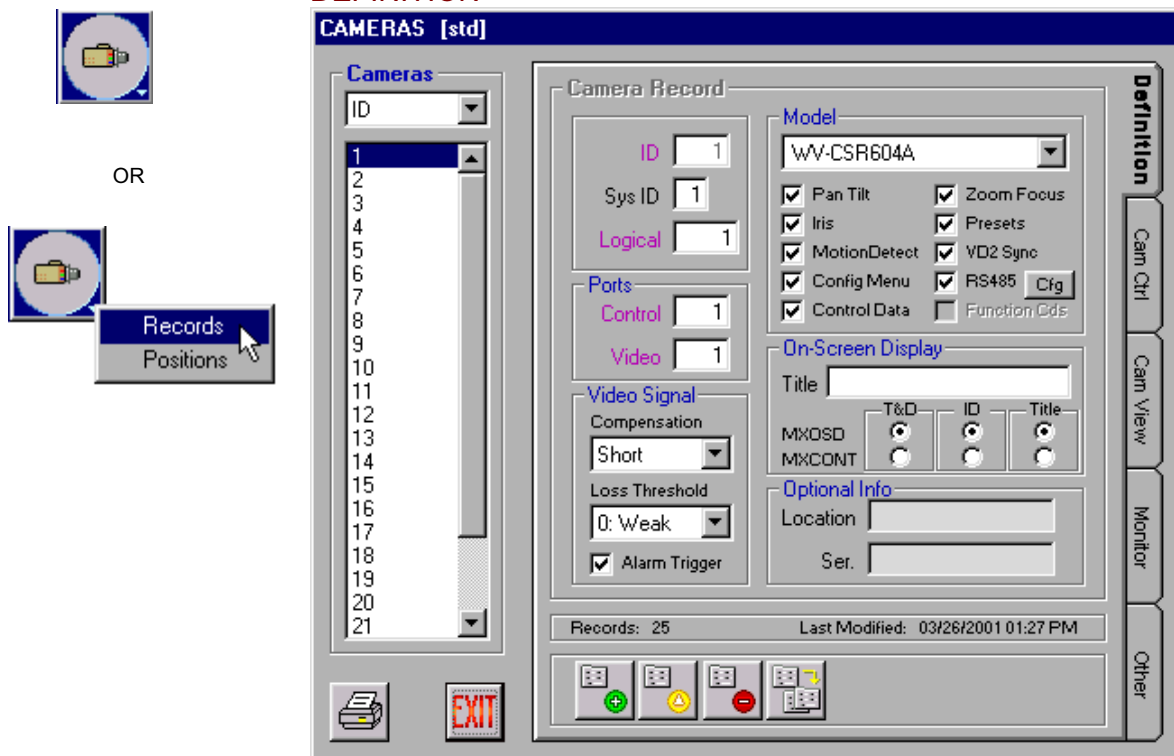 OR
Records
Positions
CAMERAS [std]
Cameras
ID
1
2
3
4
5
6
7
8
9
10
11
12
13
14
15
16
17
18
19
20
21
EXIT
Camera Record
ID 1
Sys ID 1
Logical 1
Ports
Control 1
Video 1
Video Signal
Compensation
Short
Loss Threshold
0: Weak
Alarm Trigger
Model
WV-CSR604A
Pan Tilt Zoom Focus
Iris Presets
MotionDetect VD2 Sync
Config Menu RS485 Cfg
Control Data Function Cds
On-Screen Display
Title
T&D ID Title
MXOSD
MXCONT
Optional Info
Location
Ser.
Records: 25 Last Modified: 03/26/2001 01:27 PM
Definition
Cam Ctrl
Cam View
Monitor
Other